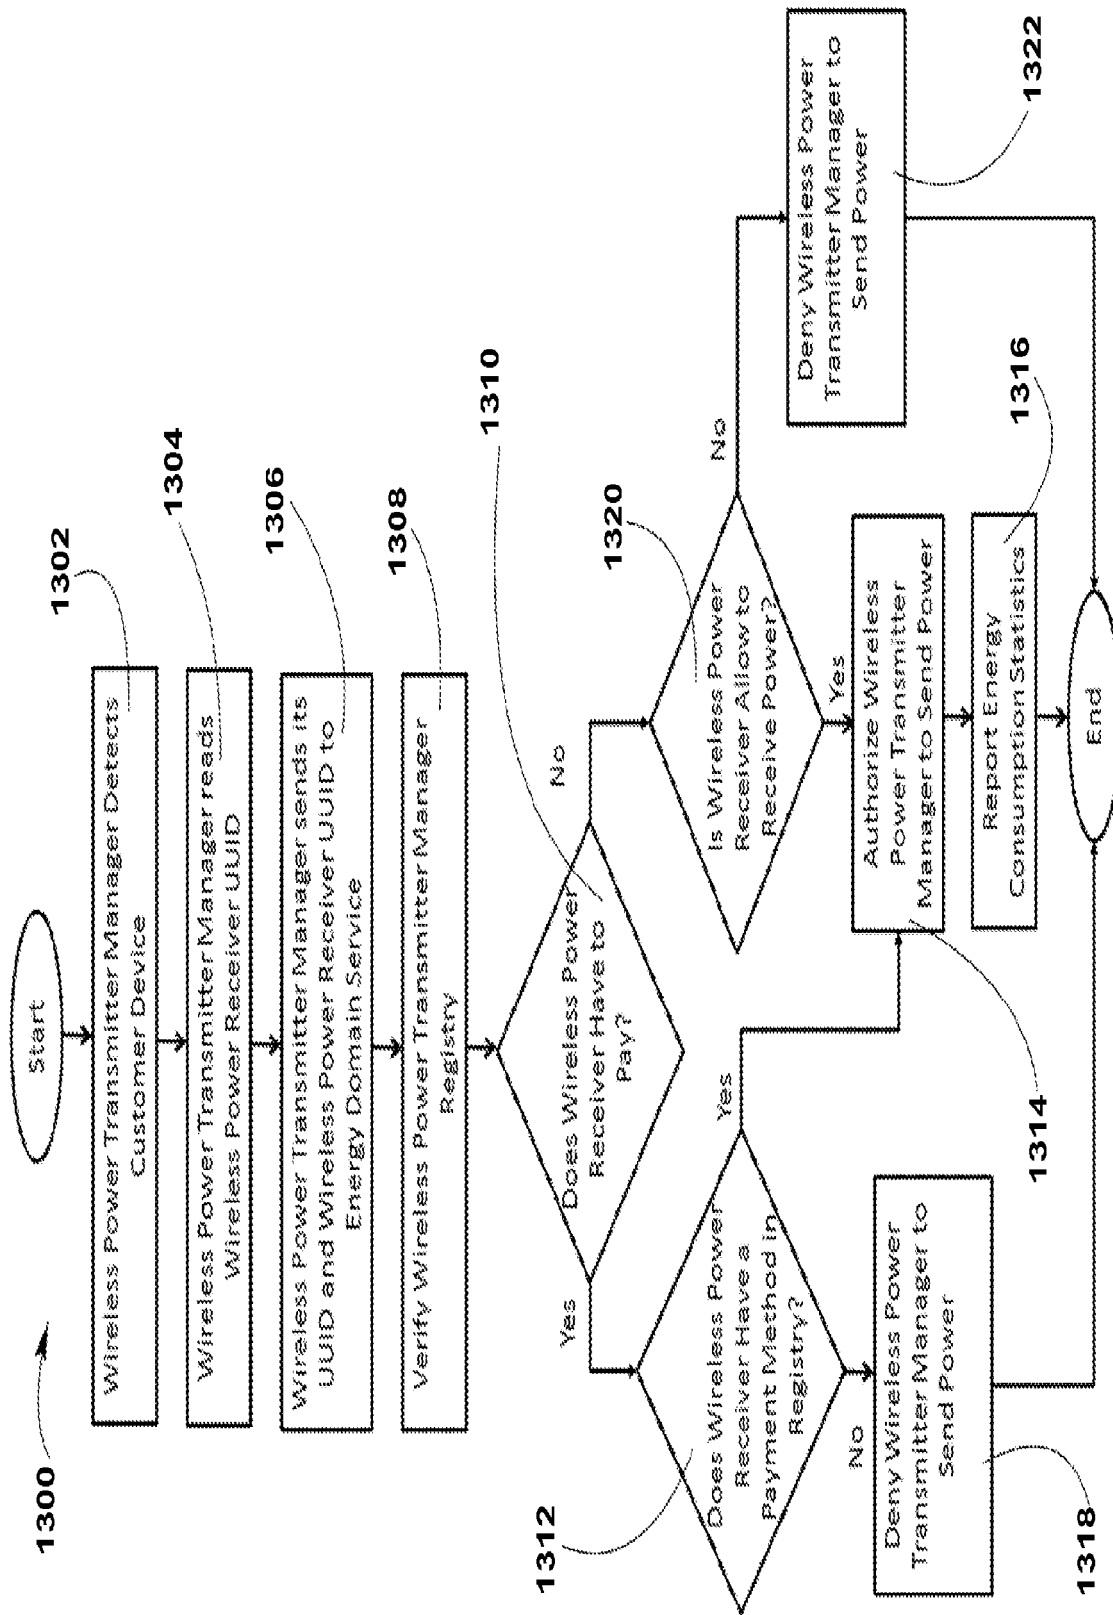 1300
Start
Wireless Power Transmitter Manager Detects
Customer Device
1302
Wireless Power Transmitter Manager reads
Wireless Power Receiver UUID
1304
Wireless Power Transmitter Manager sends its
UUID and Wireless Power Receiver UUID to
Energy Domain Service
1306
Verify Wireless Power Transmitter Manager
Registry
1308
Does Wireless Power
Receiver Have to
Pay?
1310
Yes
No
1312
Does Wireless Power
Receiver Have a
Payment Method in
Registry?
Yes
No
Is Wireless Power
Receiver Allow to
Receive Power?
1320
Yes
No
Deny Wireless Power
Transmitter Manager to
Send Power
1318
Authorize Wireless
Power Transmitter
Manager to Send Power
1314
Report Energy
Consumption Statistics
1316
Deny Wireless Power
Transmitter Manager to
Send Power
1322
End